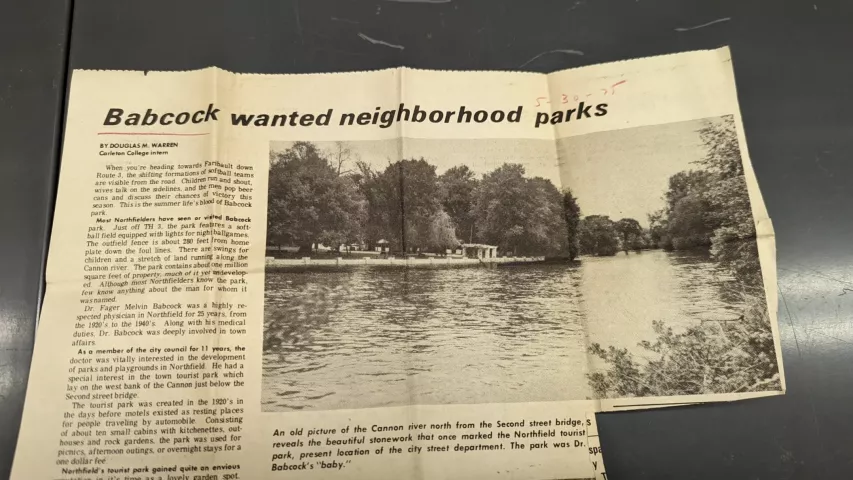 5-30-75
Babcock wanted neighborhood parks
BY DOUGLAS M. WARREN
Carleton College intern
When you're heading towards Faribault down
Route 3, the shifting formations of softball teams
are visible from the road. Children run and shout,
wives talk on the sidelines, and the men pop beer
cans and discuss their chances of victory this
season. This is the summer life's blood of Babcock
park.
Most Northfielders have seen or visited Babcock
park. Just off TH 3, the park features a soft-
ball field equipped with lights for night ballgames.
The outfield fence is about 280 feet from home
plate down the foul lines. There are swings for
children and a stretch of land running along the
Cannon river. The park contains about one million
square feet of property, much of it yet undevelop-
ed. Although most Northfielders know the park,
few know anything about the man for whom it
was named.
Dr. Fager Melvin Babcock was a highly re-
spected physician in Northfield for 25 years, from
the 1920's to the 1940's. Along with his medical
duties, Dr. Babcock was deeply involved in town
affairs.
As a member of the city council for 11 years, the
doctor was vitally interested in the development
of parks and playgrounds in Northfield. He had a
special interest in the town tourist park which
lay on the west bank of the Cannon just below the
Second street bridge.
The tourist park was created in the 1920's in
the days before motels existed as resting places
for people traveling by automobile. Consisting
of about ten small cabins with kitchenettes, out-
houses and rock gardens, the park was used for
picnics, afternoon outings, or overnight stays for a
one dollar fee.
Northfield's tourist park gained quite an envious
in it's time as a lovely garden spot.
An old picture of the Cannon river north from the Second street bridge,
reveals the beautiful stonework that once marked the Northfield tourist
park, present location of the city street department. The park was Dr.
Babcock's "baby."
s
spa
y
T